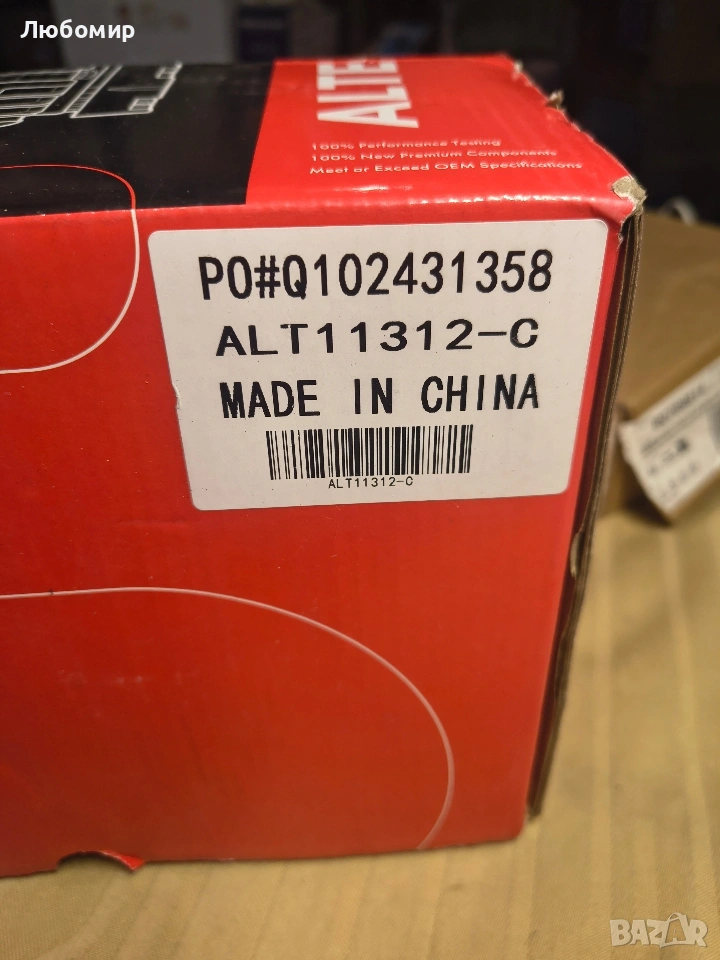 Любомир
ALTE
100% Performance Testing
100% New Premium Components
Meet or Exceed OEM Specifications
PO#Q102431358
ALT11312-C
MADE IN CHINA
ALT11312-C
BAZAR